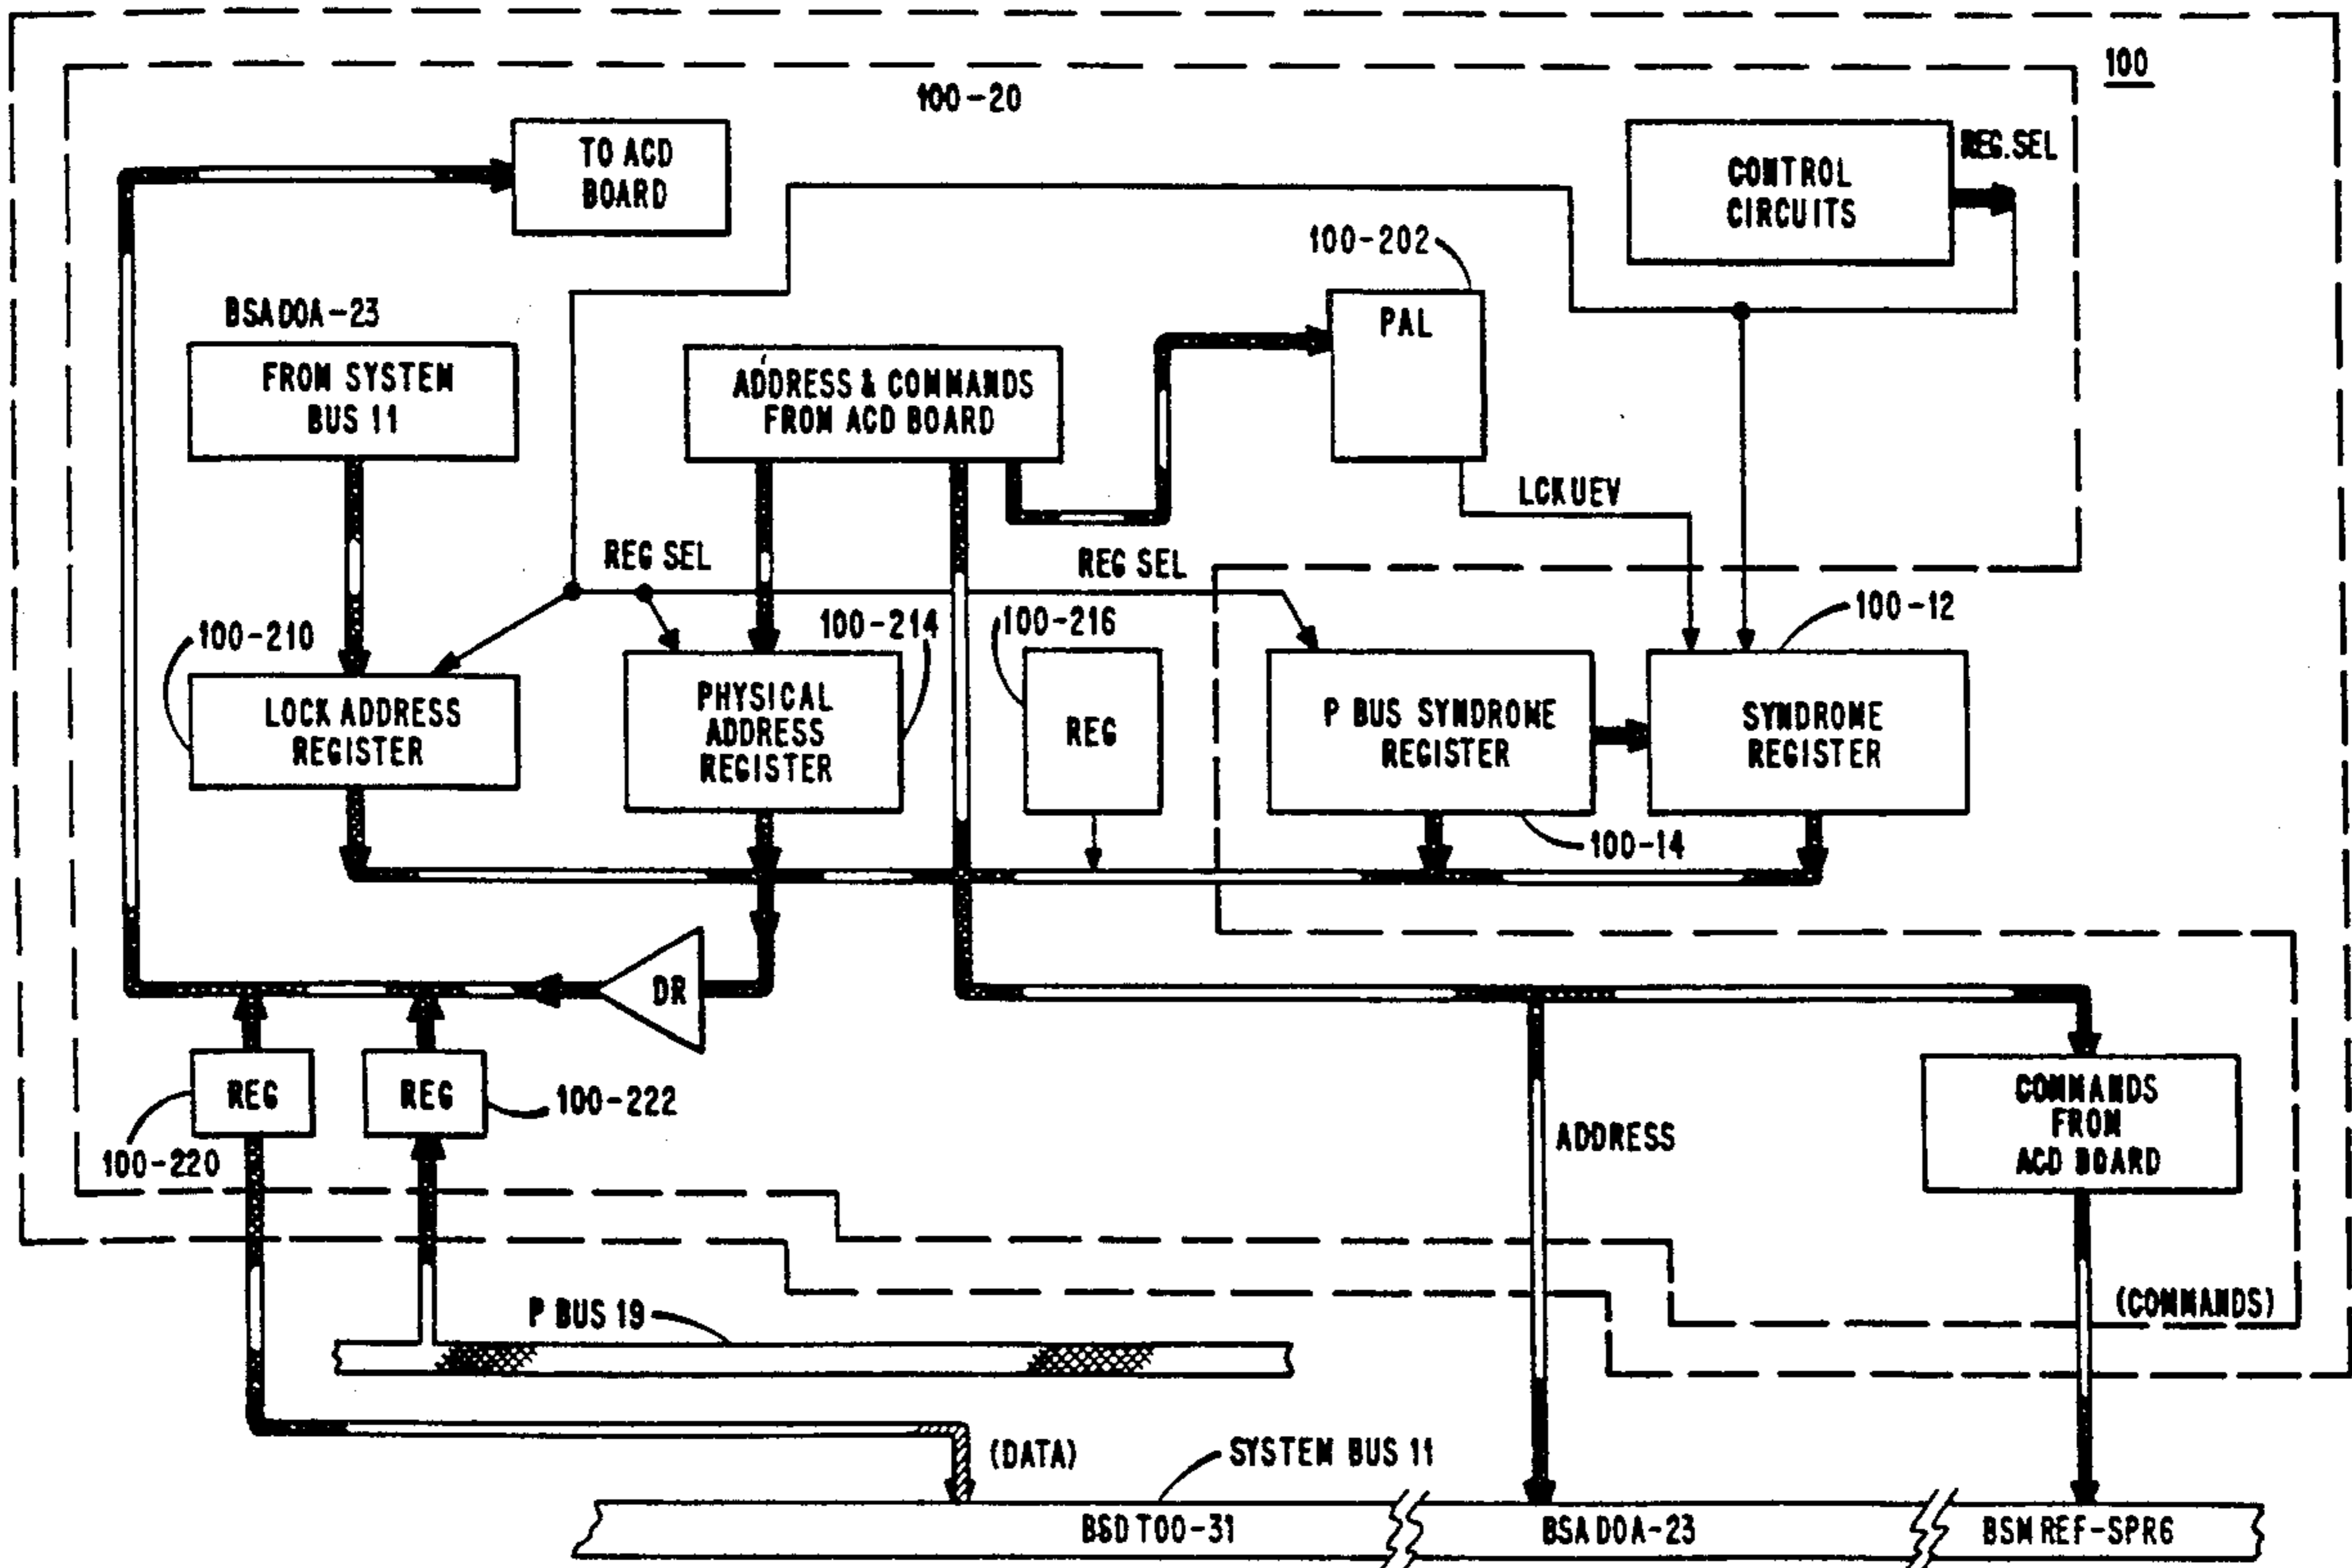 100
100-20
TO ACD
BOARD
CONTROL
CIRCUITS
REG.SEL
100-202
PAL
BSAD0A-23
FROM SYSTEM
BUS 11
ADDRESS & COMMANDS
FROM ACD BOARD
LCKUEV
REG SEL
REG SEL
100-12
100-210
100-214
100-216
LOCK ADDRESS
REGISTER
PHYSICAL
ADDRESS
REGISTER
REG
P BUS SYNDROME
REGISTER
SYNDROME
REGISTER
100-14
DR
REG
REG
100-222
100-220
ADDRESS
COMMANDS
FROM
ACD BOARD
P BUS 19
(COMMANDS)
(DATA)
SYSTEM BUS 11
BSDT00-31
BSAD0A-23
BSMREF-SPR6